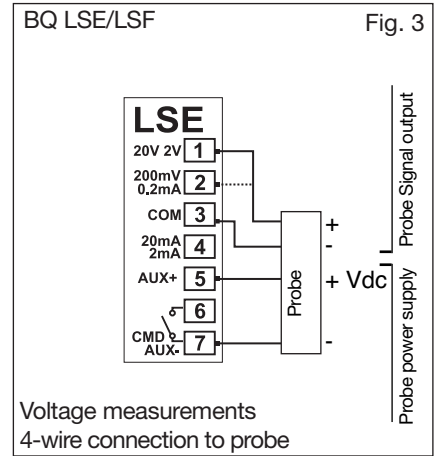 BQ LSE/LSF
Fig. 3
LSE
20V 2V 1
200mV
0.2mA 2
COM 3
20mA
2mA 4
AUX+ 5
6
CMD
AUX- 7
Probe
+
-
+ Vdc
-
Probe Signal output
Probe power supply
Voltage measurements
4-wire connection to probe